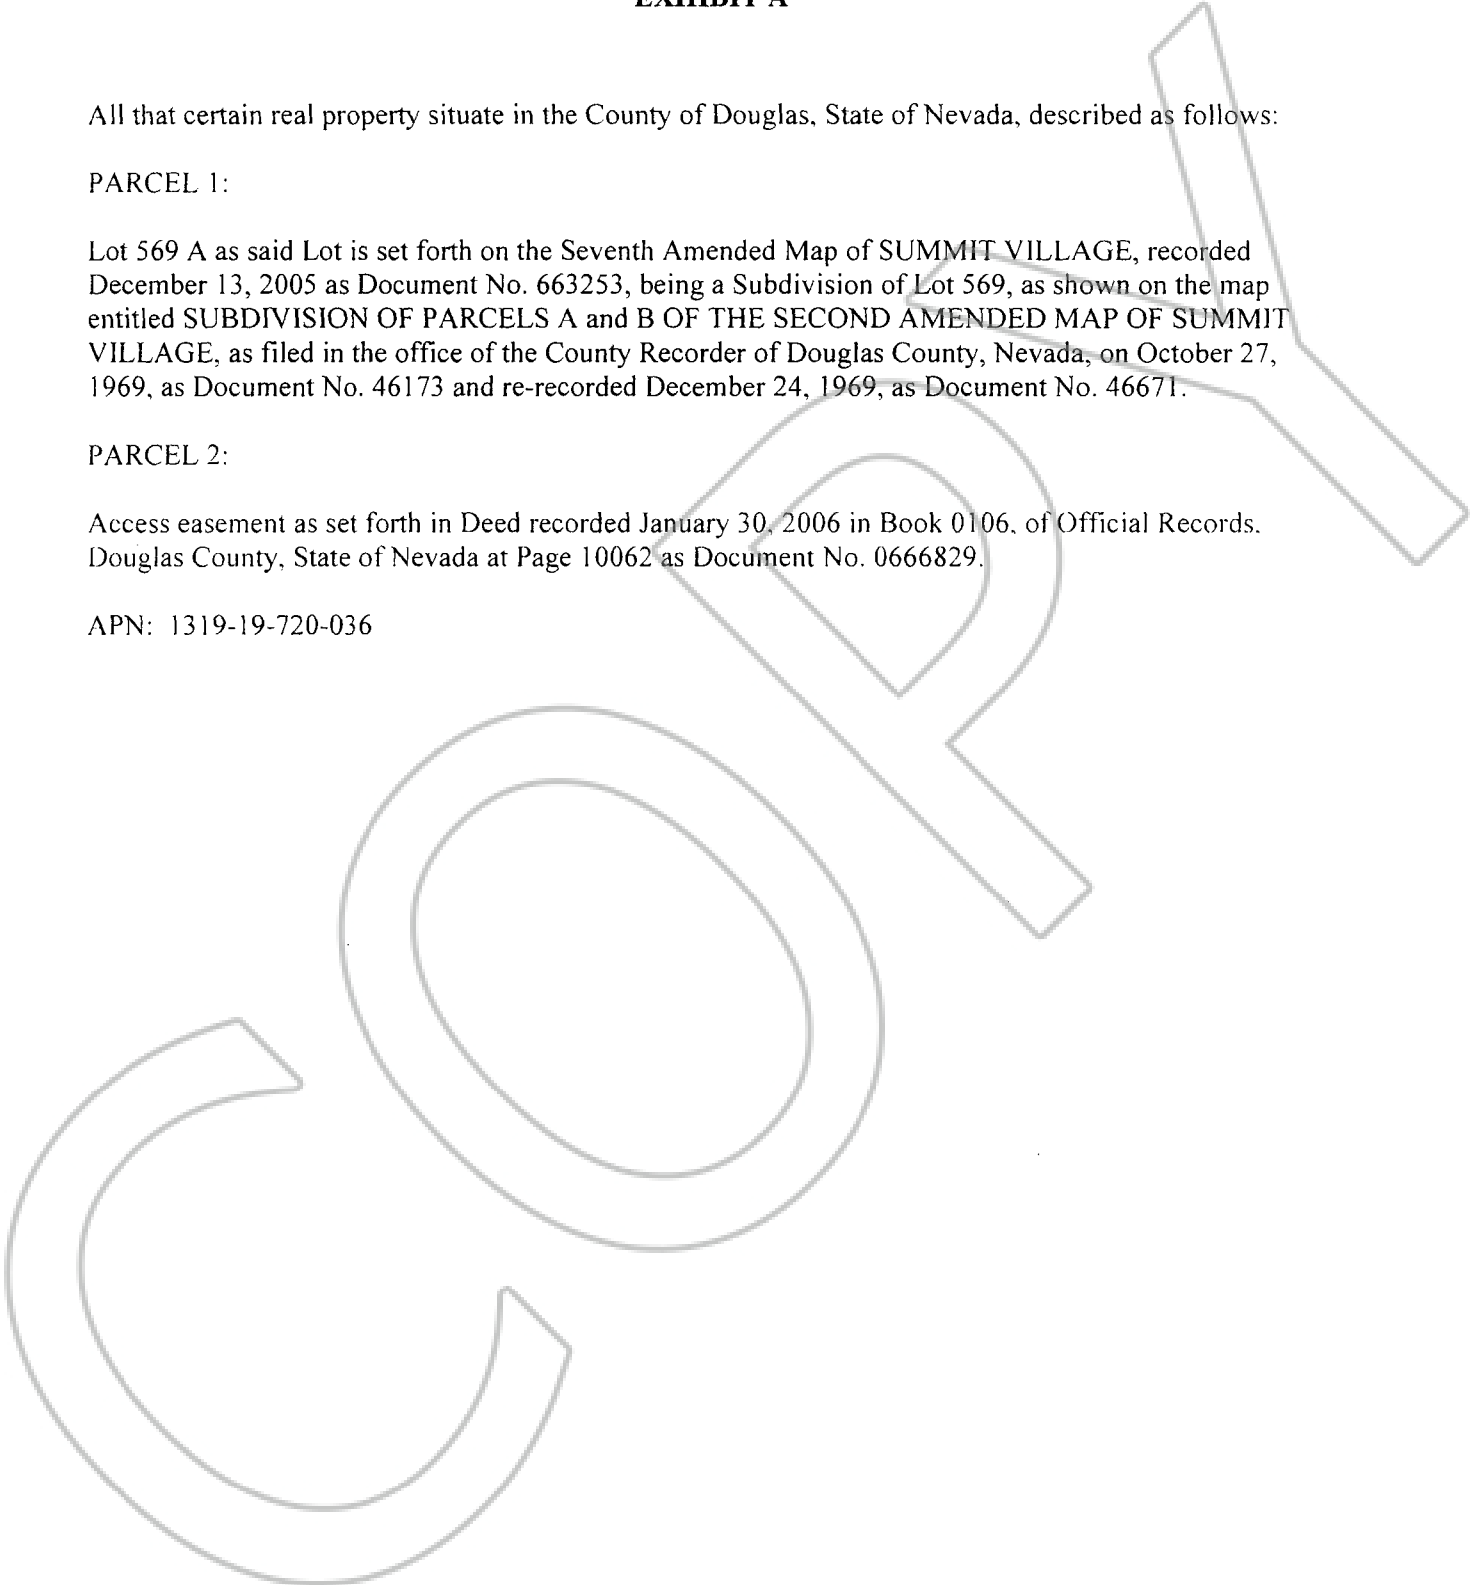 EXHIBIT A
All that certain real property situate in the County of Douglas, State of Nevada, described as follows:
PARCEL 1:
Lot 569 A as said Lot is set forth on the Seventh Amended Map of SUMMIT VILLAGE, recorded
December 13, 2005 as Document No. 663253, being a Subdivision of Lot 569, as shown on the map
entitled SUBDIVISION OF PARCELS A and B OF THE SECOND AMENDED MAP OF SUMMIT
VILLAGE, as filed in the office of the County Recorder of Douglas County, Nevada, on October 27,
1969, as Document No. 46173 and re-recorded December 24, 1969, as Document No. 46671.
PARCEL 2:
Access easement as set forth in Deed recorded January 30, 2006 in Book 0106, of Official Records.
Douglas County, State of Nevada at Page 10062 as Document No. 0666829.
APN: 1319-19-720-036
COPY